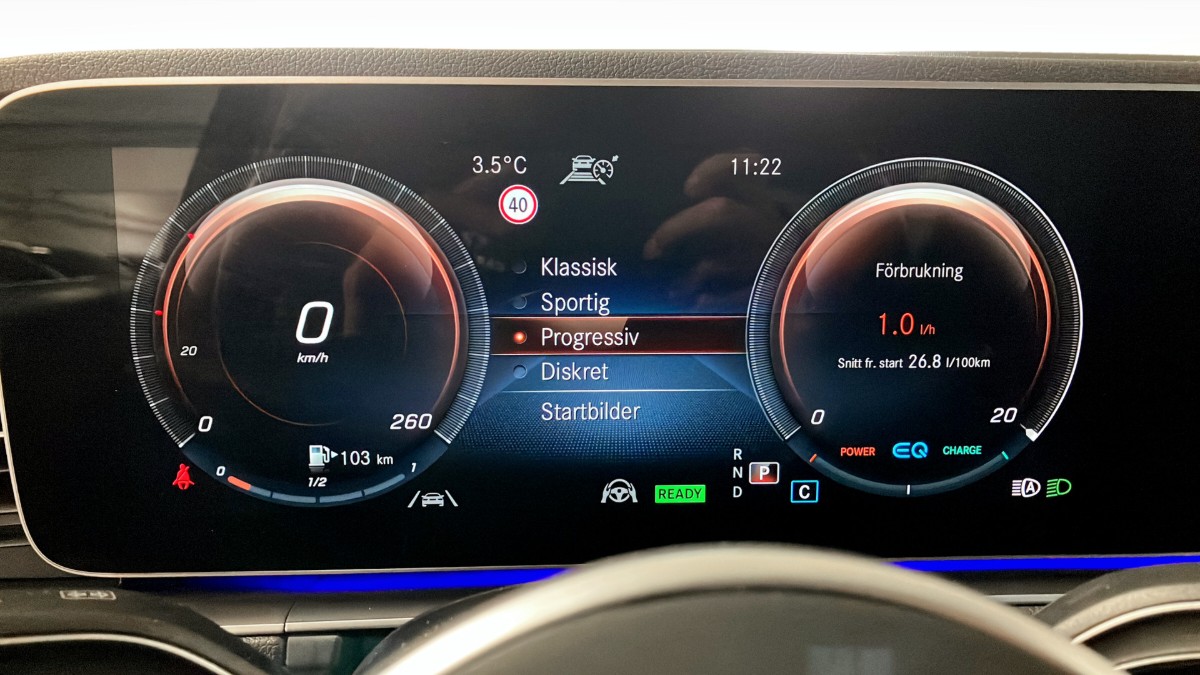 3.5°C
11:22
40
Klassisk
Sportig
Progressiv
Diskret
Startbilder
0
km/h
20
0
260
103 km
0
1/2
1
Förbrukning
1.0 l/h
Snitt fr. start 26.8 l/100km
0
20
POWER EQ CHARGE
READY
R
N
D
P
C
A